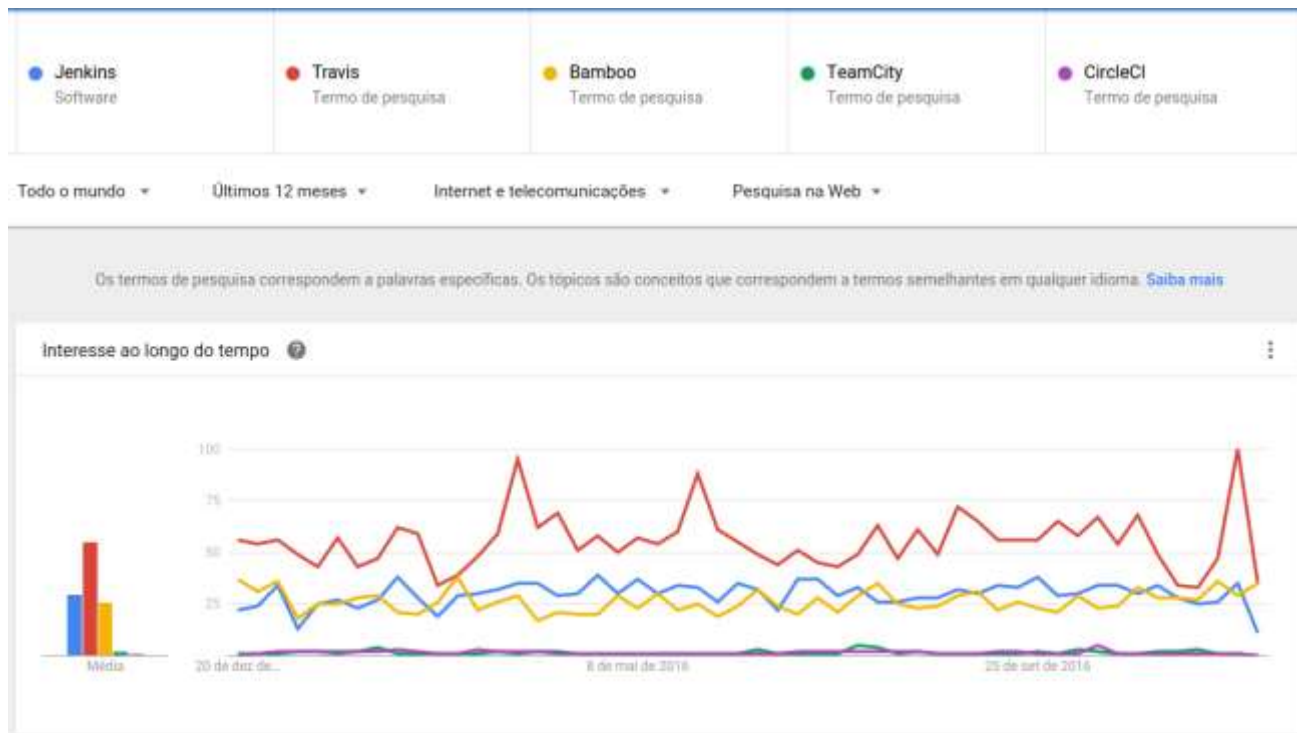 Jenkins
Software
Travis
Termo de pesquisa
Bamboo
Termo de pesquisa
TeamCity
Termo de pesquisa
CircleCI
Termo de pesquisa
Todo o mundo
Últimos 12 meses
Internet e telecomunicações
Pesquisa na Web
Os termos de pesquisa correspondem a palavras específicas. Os tópicos são conceitos que correspondem a termos semelhantes em qualquer idioma. Saiba mais
Interesse ao longo do tempo
100
75
50
25
Média
20 de dez de...
8 de mai de 2016
25 de set de 2016